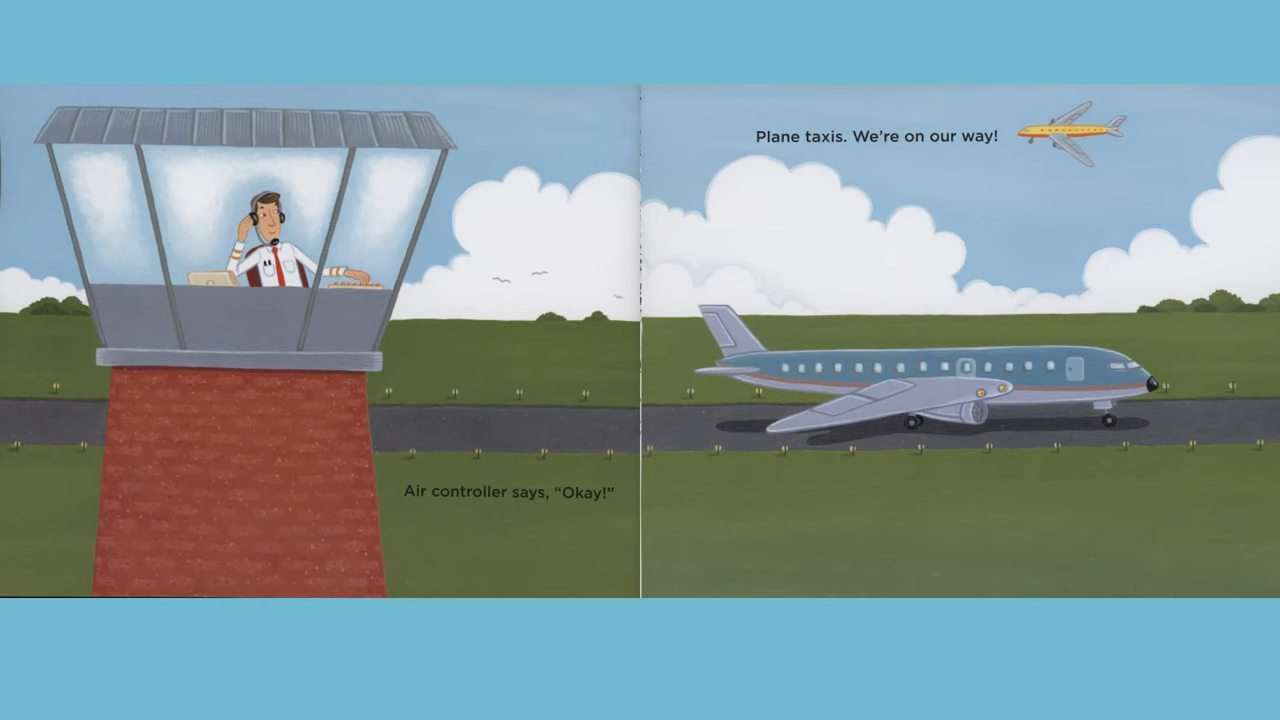 Air controller says, “Okay!”
Plane taxis. We’re on our way!